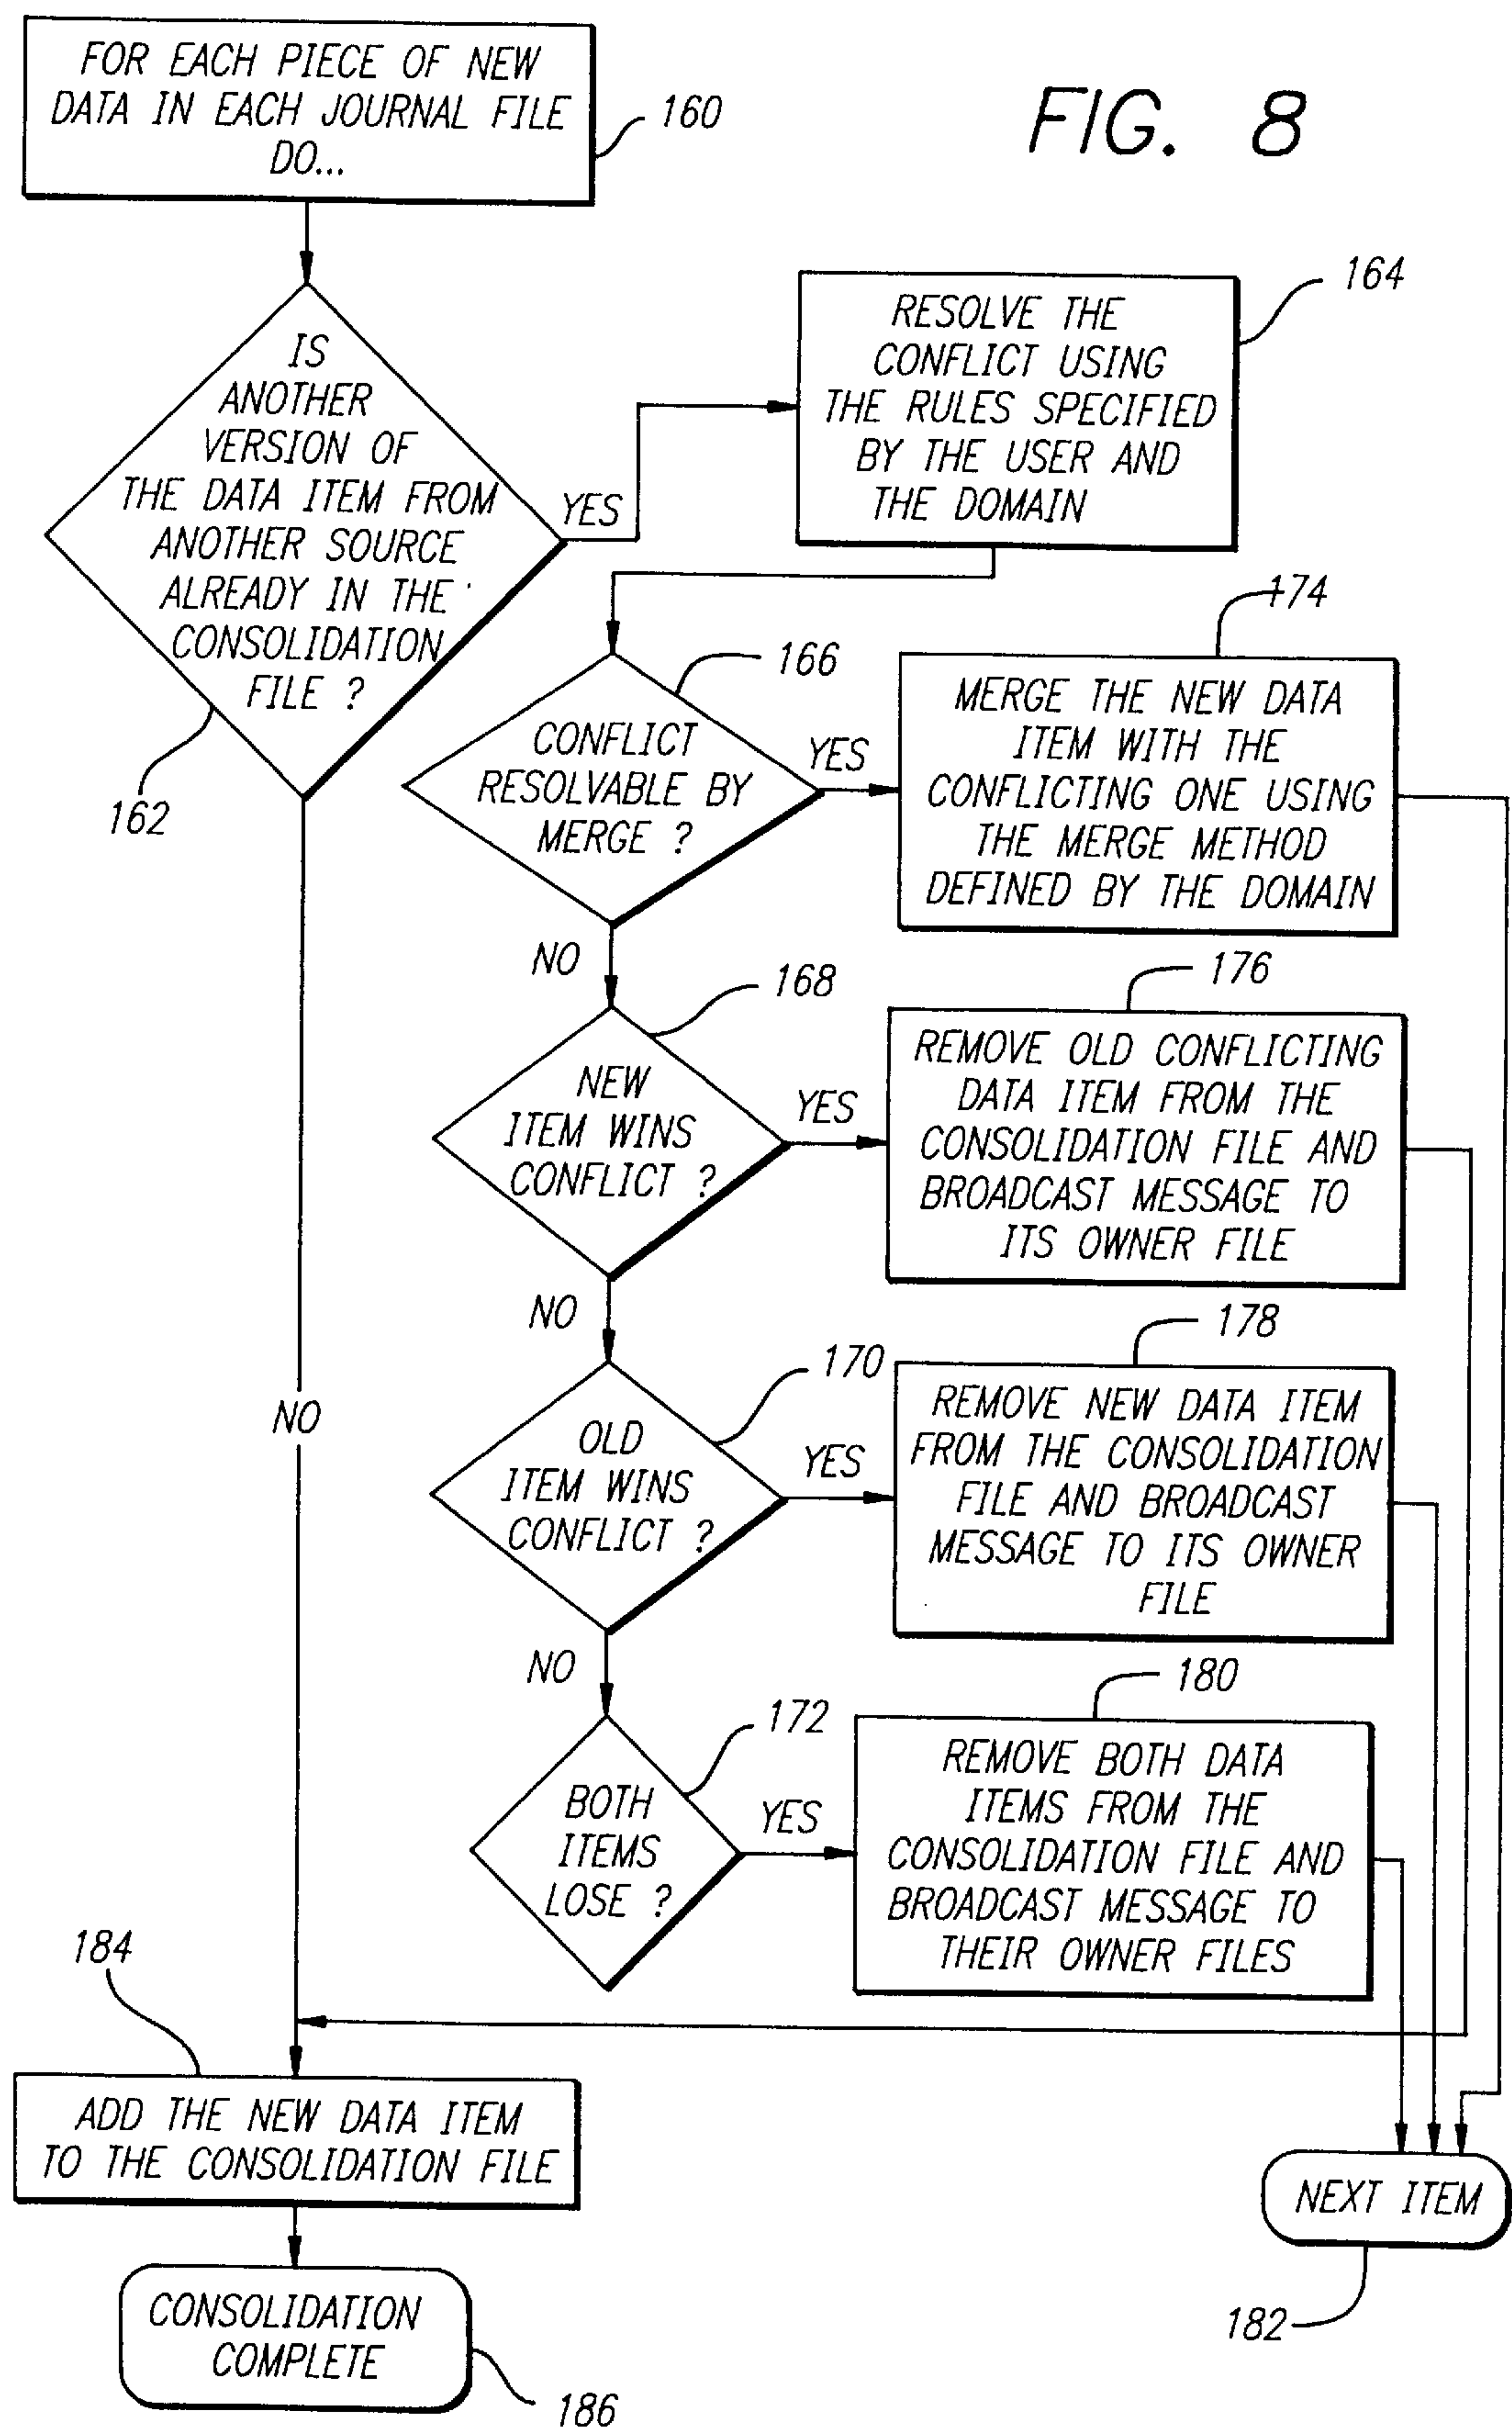 FIG. 8
FOR EACH PIECE OF NEW
DATA IN EACH JOURNAL FILE
DO...
160
IS
ANOTHER
VERSION OF
THE DATA ITEM FROM
ANOTHER SOURCE
ALREADY IN THE
CONSOLIDATION
FILE ?
162
YES
NO
RESOLVE THE
CONFLICT USING
THE RULES SPECIFIED
BY THE USER AND
THE DOMAIN
164
CONFLICT
RESOLVABLE BY
MERGE ?
166
YES
NO
MERGE THE NEW DATA
ITEM WITH THE
CONFLICTING ONE USING
THE MERGE METHOD
DEFINED BY THE DOMAIN
174
NEW
ITEM WINS
CONFLICT ?
168
YES
NO
REMOVE OLD CONFLICTING
DATA ITEM FROM THE
CONSOLIDATION FILE AND
BROADCAST MESSAGE TO
ITS OWNER FILE
176
OLD
ITEM WINS
CONFLICT ?
170
YES
NO
REMOVE NEW DATA ITEM
FROM THE CONSOLIDATION
FILE AND BROADCAST
MESSAGE TO ITS OWNER
FILE
178
BOTH
ITEMS
LOSE ?
172
YES
REMOVE BOTH DATA
ITEMS FROM THE
CONSOLIDATION FILE AND
BROADCAST MESSAGE TO
THEIR OWNER FILES
180
184
ADD THE NEW DATA ITEM
TO THE CONSOLIDATION FILE
NEXT ITEM
182
CONSOLIDATION
COMPLETE
186